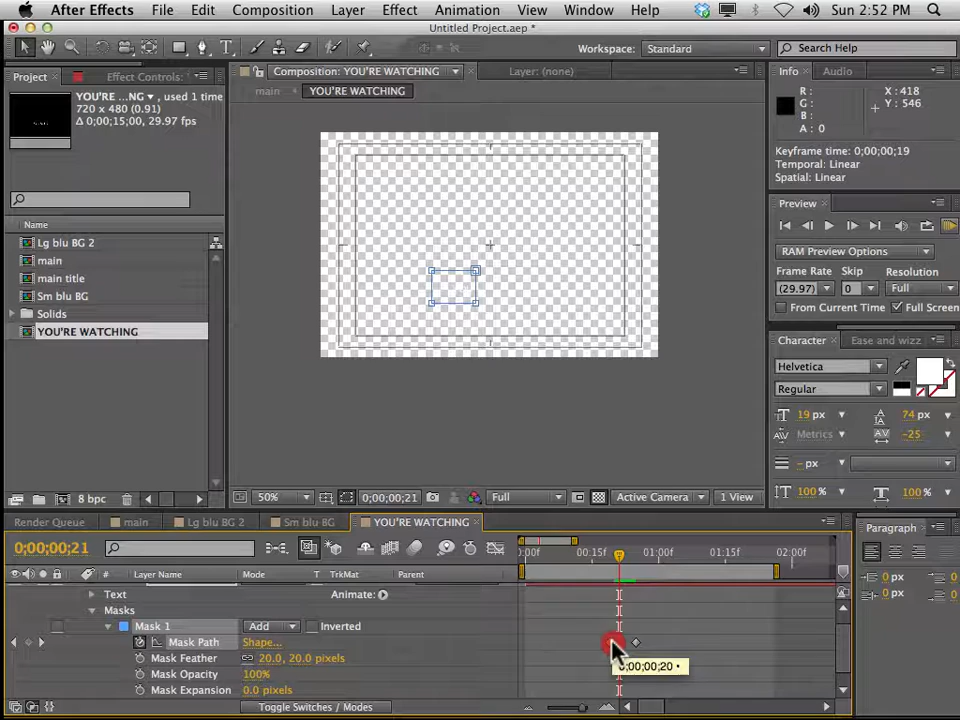 After Effects File Edit Composition Layer Effect Animation View Window Help Sun 2:52 PM
Untitled Project.aep *
Workspace: Standard Search Help
Project Effect Controls: Composition: YOU'RE WATCHING Layer: (none) Info Audio
main YOU'RE WATCHING
YOU'RE ...NG ▾, used 1 time
720 x 480 (0.91)
Δ 0;00;15;00, 29.97 fps
R :
G :
B :
A : 0
X : 418
Y : 546
Keyframe time: 0;00;00;19
Temporal: Linear
Spatial: Linear
Preview
RAM Preview Options
Frame Rate Skip Resolution
(29.97) 0 Full
From Current Time Full Screen
Name
Lg blu BG 2
main
main title
Sm blu BG
Solids
YOU'RE WATCHING
Character Ease and wizz
Helvetica
Regular
19 px 74 px
Metrics -25
- px
100 % 100 %
8 bpc
50% 0;00;00;21 Full Active Camera 1 View
Render Queue main Lg blu BG 2 Sm blu BG YOU'RE WATCHING
Paragraph
0;00;00;21
0:00f 00:15f 01:00f 01:15f 02:00f
# Layer Name Mode T TrkMat Parent
Text Animate:
Masks
Mask 1 Add Inverted
Mask Path Shape...
Mask Feather 20.0, 20.0 pixels
0;00;00;20
Mask Opacity 100%
Mask Expansion 0.0 pixels
Toggle Switches / Modes
0 px
0 px